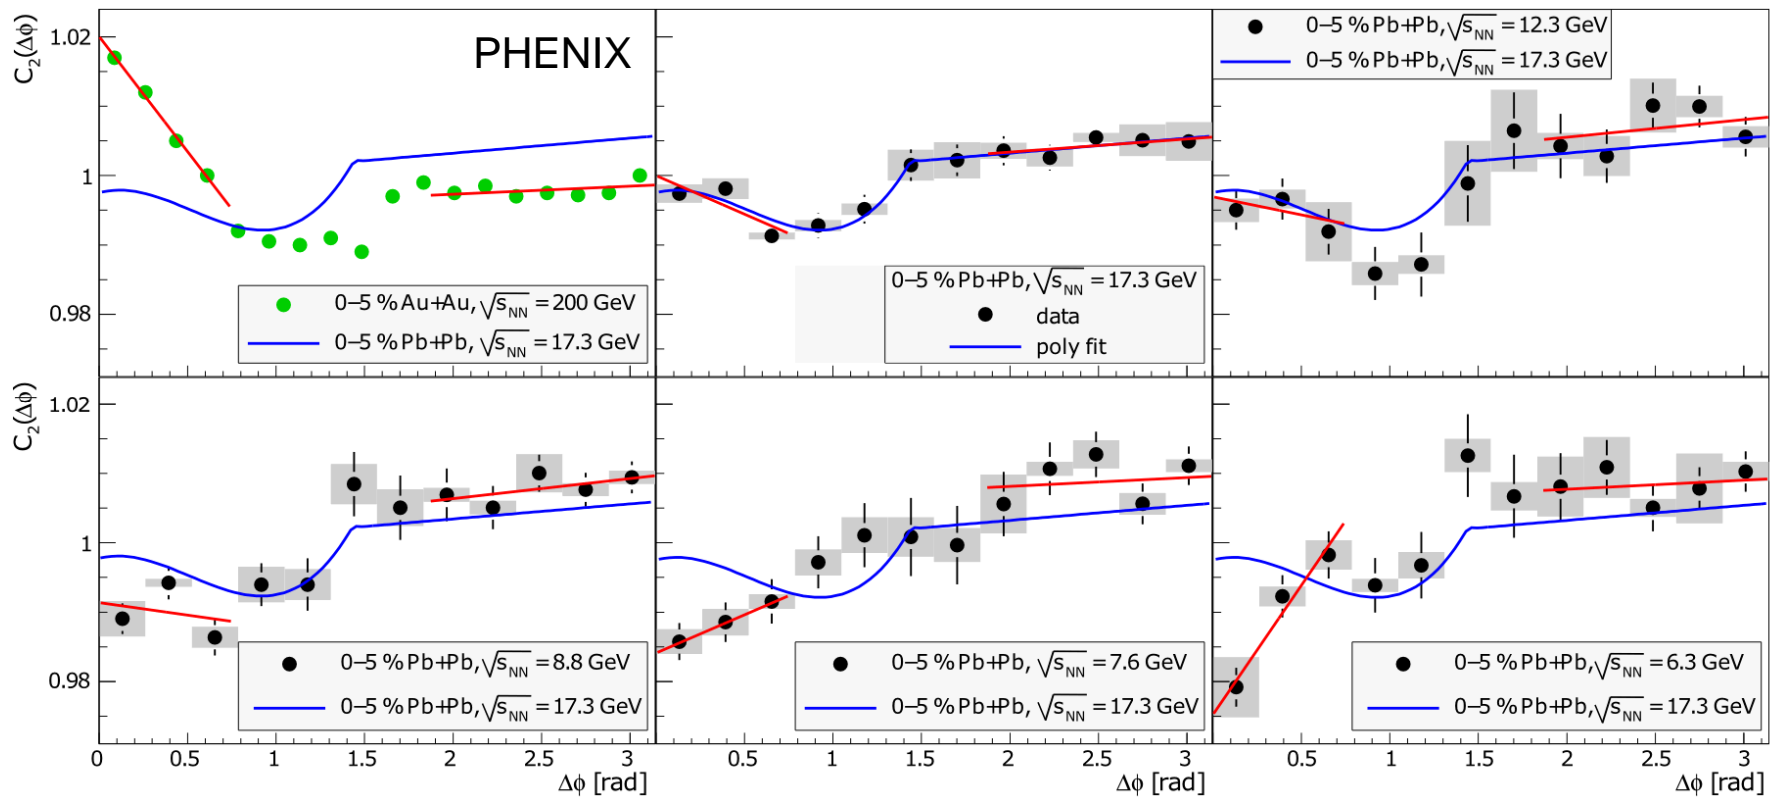 C₂(Δϕ)
1.02
1
0.98
PHENIX
0–5 % Au+Au, √sNN = 200 GeV
0–5 % Pb+Pb, √sNN = 17.3 GeV
0–5 % Pb+Pb, √sNN = 17.3 GeV
data
poly fit
0–5 % Pb+Pb, √sNN = 12.3 GeV
0–5 % Pb+Pb, √sNN = 17.3 GeV
C₂(Δϕ)
1.02
1
0.98
0–5 % Pb+Pb, √sNN = 8.8 GeV
0–5 % Pb+Pb, √sNN = 17.3 GeV
0–5 % Pb+Pb, √sNN = 7.6 GeV
0–5 % Pb+Pb, √sNN = 17.3 GeV
0–5 % Pb+Pb, √sNN = 6.3 GeV
0–5 % Pb+Pb, √sNN = 17.3 GeV
0 0.5 1 1.5 2 2.5 3
0.5 1 1.5 2 2.5 3
0.5 1 1.5 2 2.5 3
Δϕ [rad]
Δϕ [rad]
Δϕ [rad]